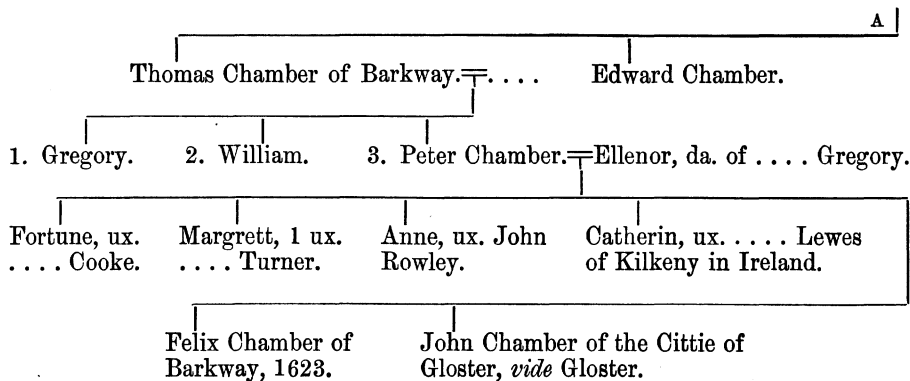 A
Thomas Chamber of Barkway. . . . . Edward Chamber.
1. Gregory. 2. William. 3. Peter Chamber. Ellenor, da. of . . . . Gregory.
Fortune, ux. Margrett, 1 ux. Anne, ux. John Catherin, ux. . . . . . Lewes
. . . . Cooke. . . . . Turner. Rowley. of Kilkeny in Ireland.
Felix Chamber of John Chamber of the Cittie of
Barkway, 1623. Gloster, vide Gloster.